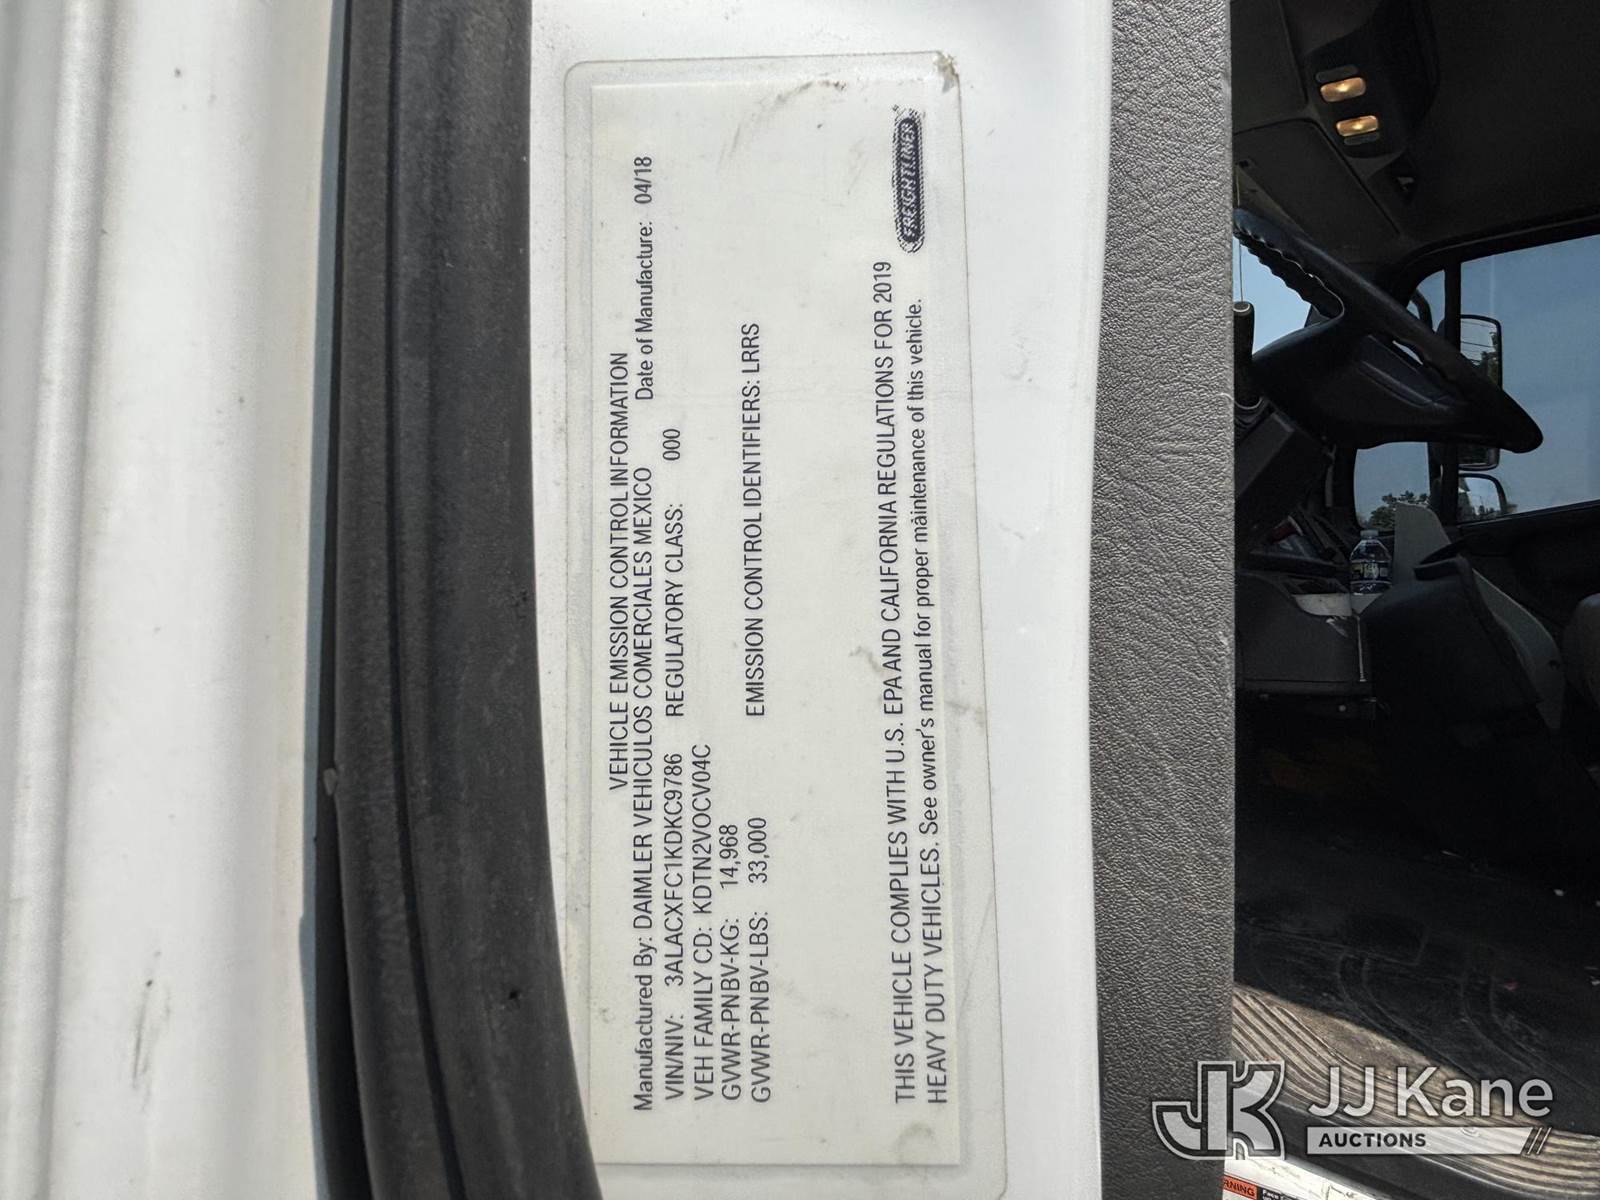 VEHICLE EMISSION CONTROL INFORMATION
Manufactured By: DAIMLER VEHICULOS COMERCIALES MEXICO Date of Manufacture: 04/18
VIN/NIV: 3ALACXFC1KDKC9786 REGULATORY CLASS: 000
VEH FAMILY CD: KDTN2VOCV04C
GVWR-PNBV-KG: 14,968
GVWR-PNBV-LBS: 33,000 EMISSION CONTROL IDENTIFIERS: LRRS
THIS VEHICLE COMPLIES WITH U.S. EPA AND CALIFORNIA REGULATIONS FOR 2019
HEAVY DUTY VEHICLES. See owner's manual for proper maintenance of this vehicle.
FREIGHTLINER
JK JJ Kane
AUCTIONS